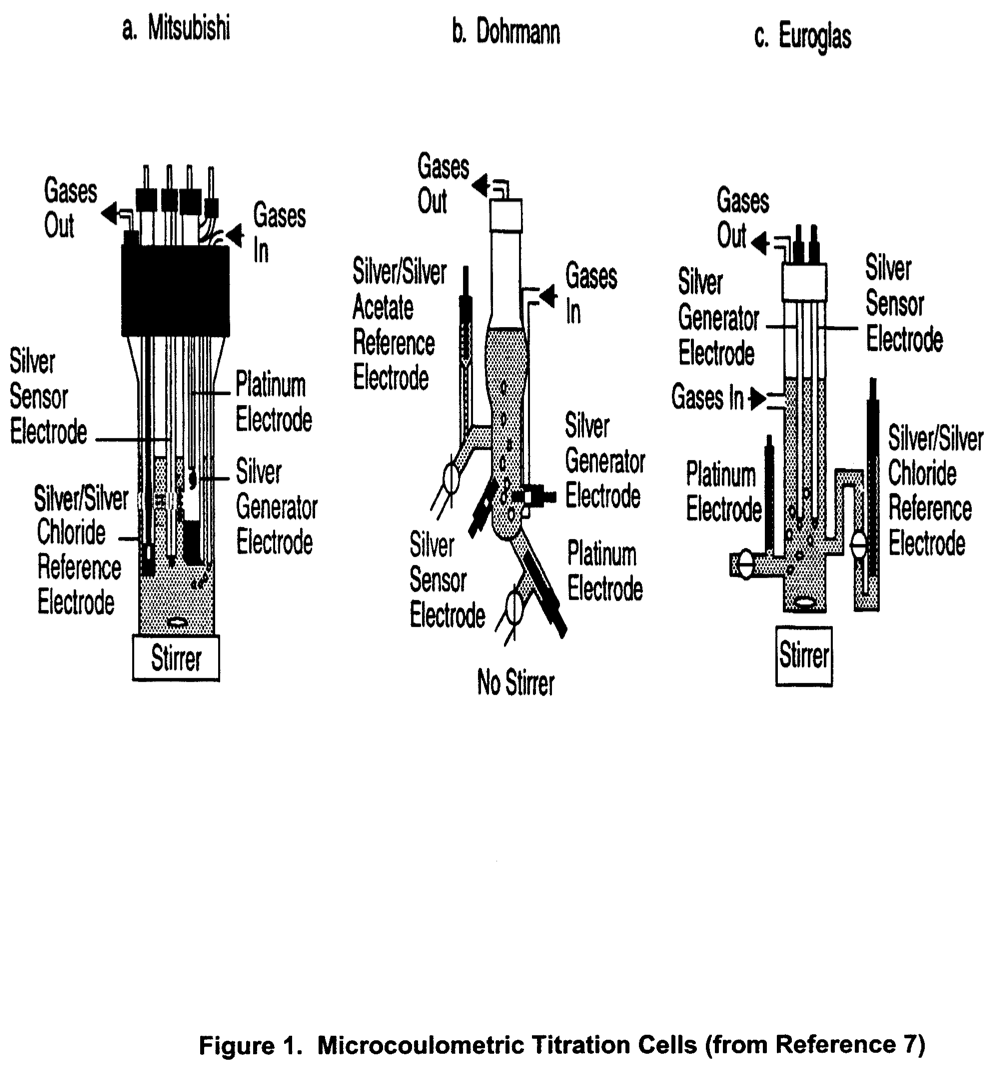 a. Mitsubishi
b. Dohrmann
c. Euroglas
Gases
Out
Gases
In
Silver
Sensor
Electrode
Platinum
Electrode
Silver/Silver
Chloride
Reference
Electrode
Silver
Generator
Electrode
Stirrer
Gases
Out
Silver/Silver
Acetate
Reference
Electrode
Gases
In
Silver
Generator
Electrode
Silver
Sensor
Electrode
Platinum
Electrode
No Stirrer
Gases
Out
Silver
Generator
Electrode
Silver
Sensor
Electrode
Gases In
Platinum
Electrode
Silver/Silver
Chloride
Reference
Electrode
Stirrer
Figure 1. Microcoulometric Titration Cells (from Reference 7)